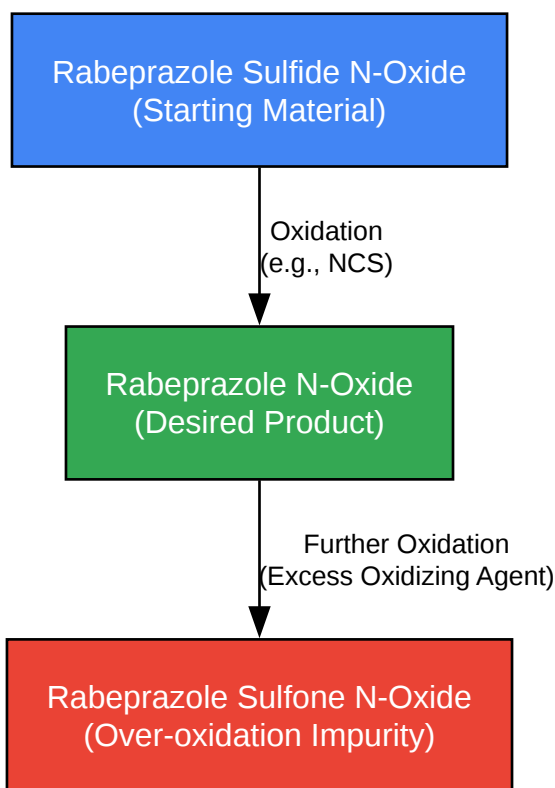 Rabeprazole Sulfide N-Oxide
(Starting Material)
Oxidation
(e.g., NCS)
Rabeprazole N-Oxide
(Desired Product)
Further Oxidation
(Excess Oxidizing Agent)
Rabeprazole Sulfone N-Oxide
(Over-oxidation Impurity)